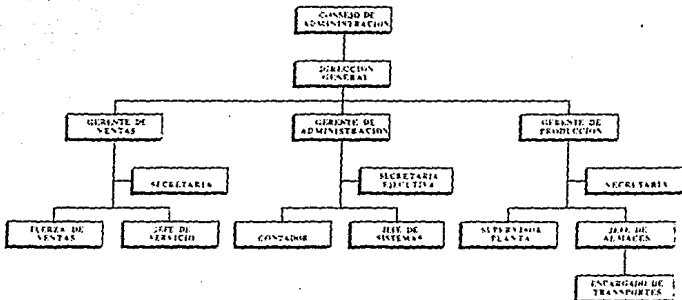 CONSEJO DE
ADMINISTRACION
DIRECCION
GENERAL
GERENTE DE
VENTAS
GERENTE DE
ADMINISTRACION
GERENTE DE
PRODUCCION
SECRETARIA
SECRETARIA
EJECUTIVA
SECRETARIA
FUERZA DE
VENTAS
JEFE DE
SERVICIO
CONTADOR
JEFE DE
SISTEMAS
SUPERVISOR
PLANTA
JEFE DE
ALMACEN
ENCARGADO DE
TRANSPORTES